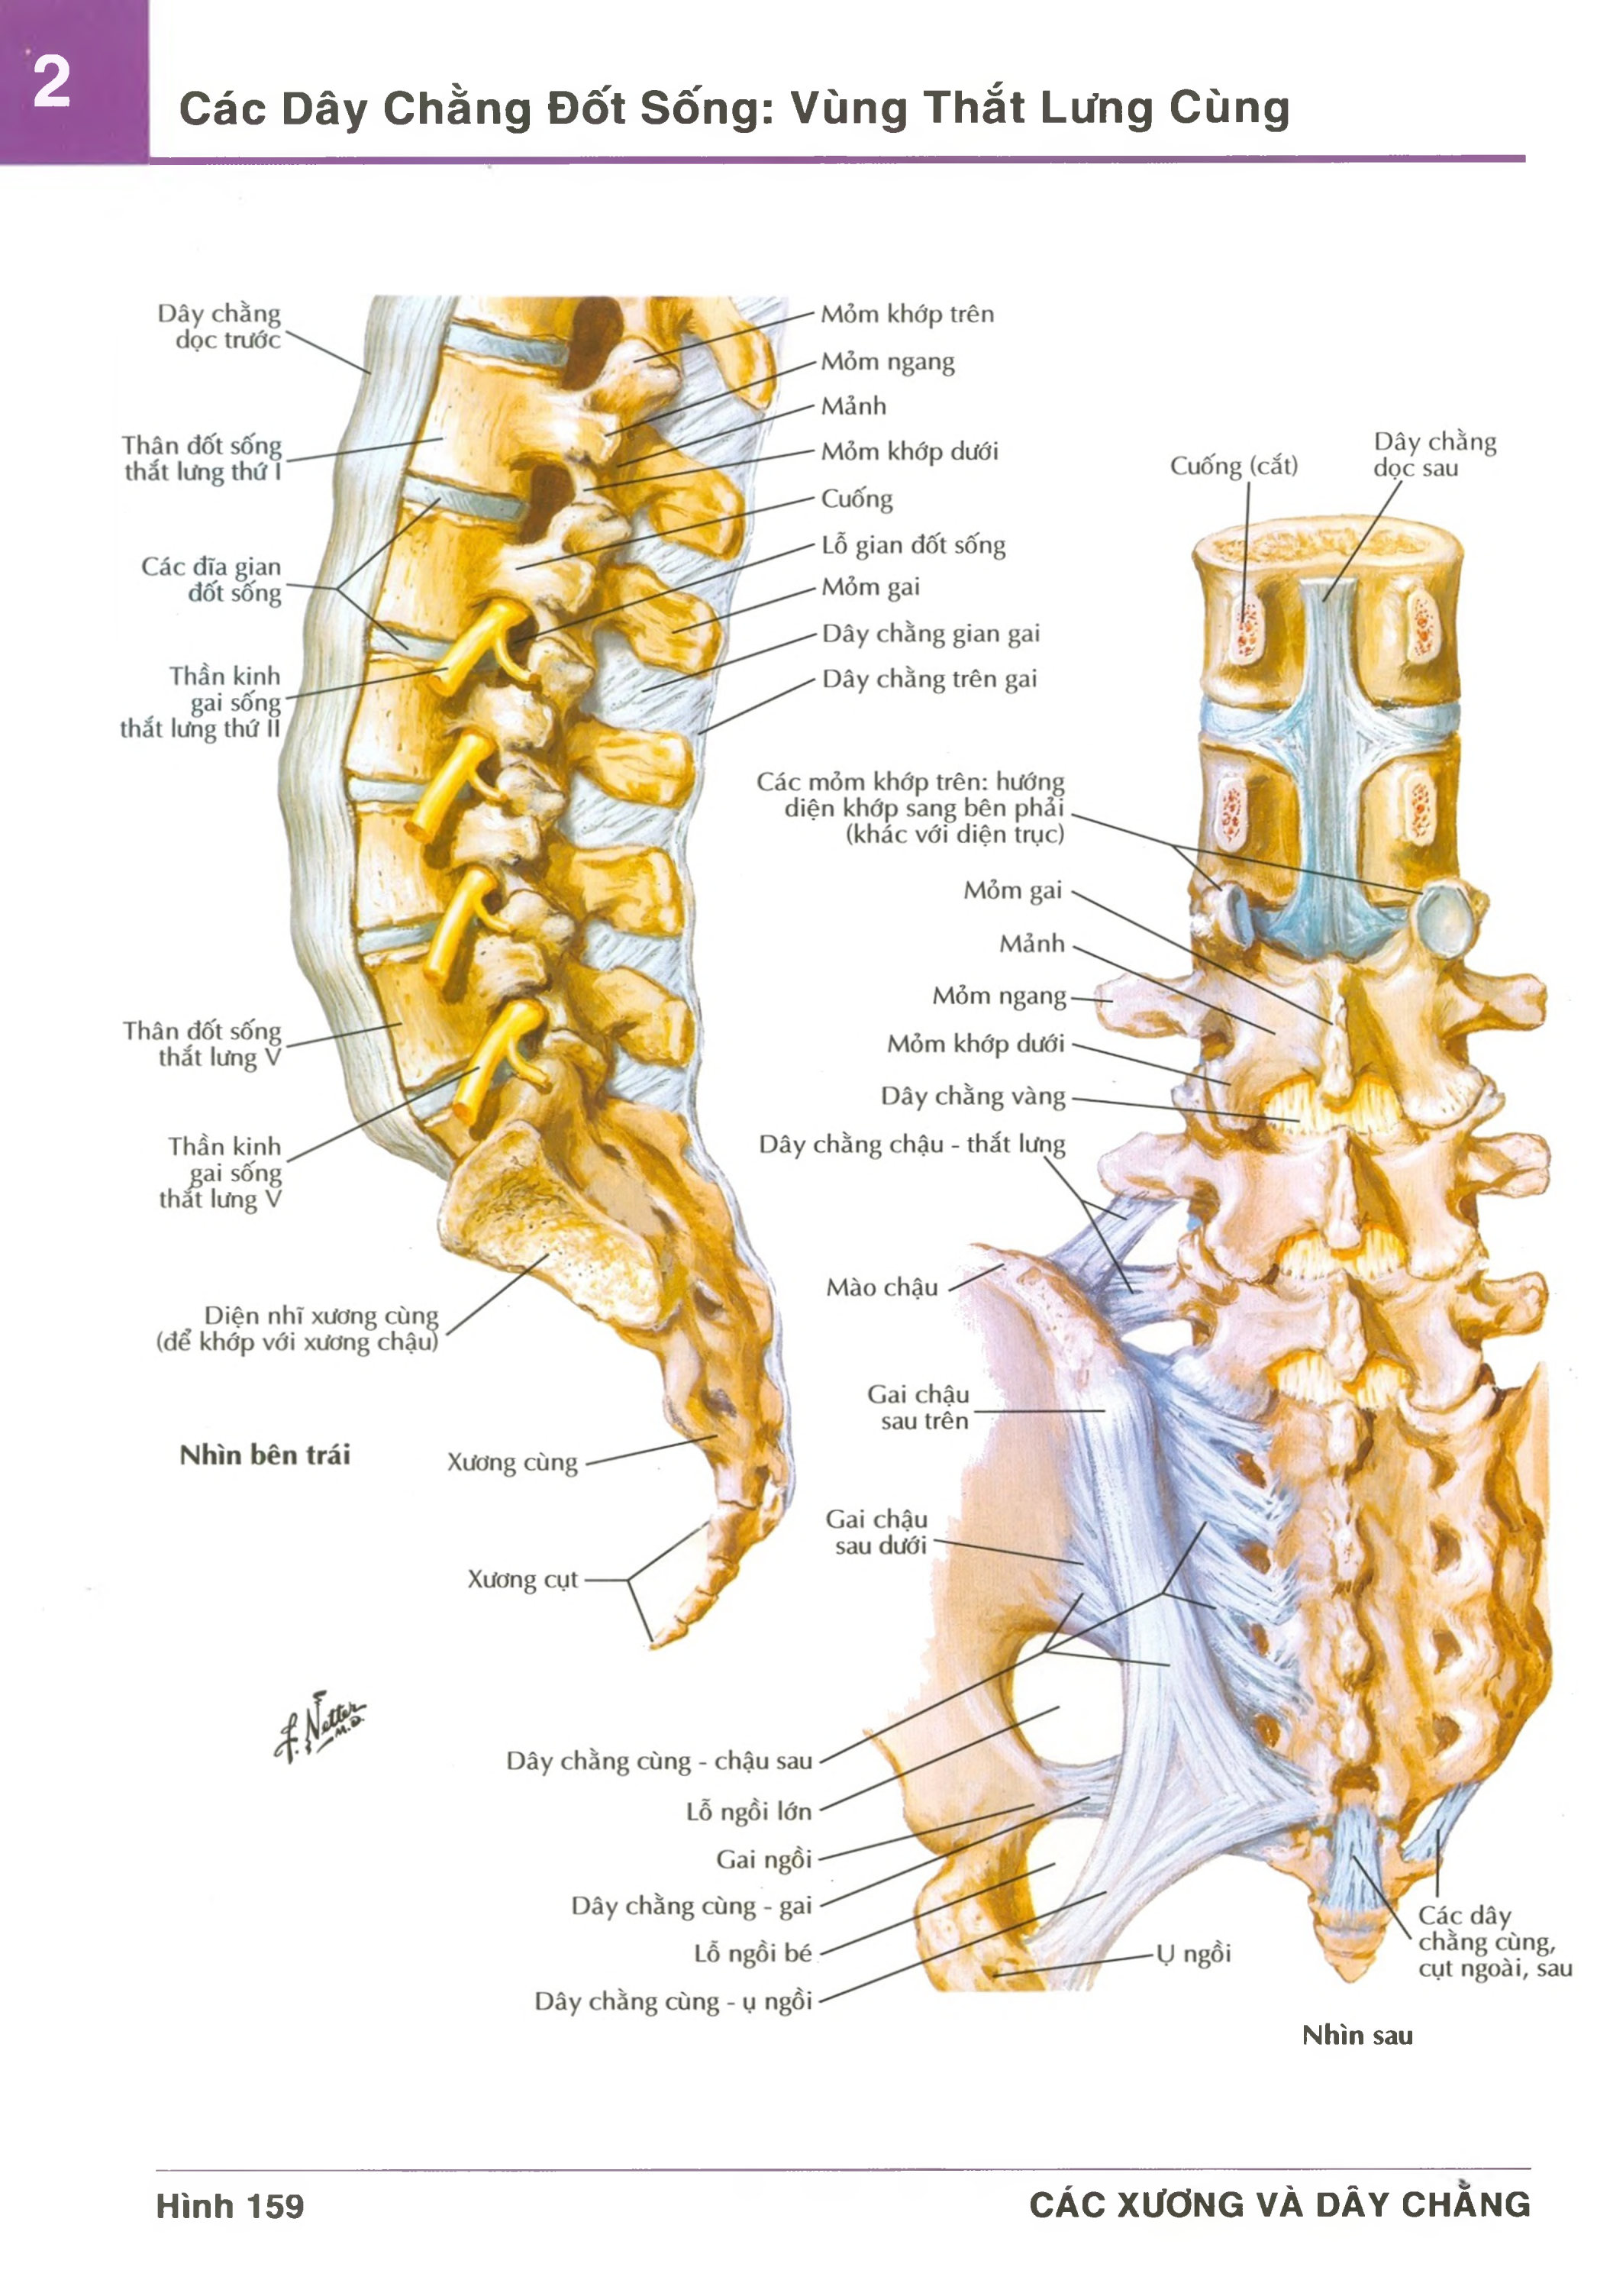 2
Các Dây Chằng Đốt Sống: Vùng Thắt Lưng Cùng
Dây chằng
dọc trước
Thân đốt sống
thắt lưng thứ I
Các đĩa gian
đốt sống
Thần kinh
gai sống
thắt lưng thứ II
Thân đốt sống
thắt lưng V
Thần kinh
gai sống
thắt lưng V
Diện nhĩ xương cùng
(để khớp với xương chậu)
Nhìn bên trái
Xương cùng
Xương cụt
Mỏm khớp trên
Mỏm ngang
Mảnh
Mỏm khớp dưới
Cuống
Lỗ gian đốt sống
Mỏm gai
Dây chằng gian gai
Dây chằng trên gai
Cuống (cắt)
Dây chằng
dọc sau
Các mỏm khớp trên: hướng
diện khớp sang bên phải
(khác với diện trục)
Mỏm gai
Mảnh
Mỏm ngang
Mỏm khớp dưới
Dây chằng vàng
Dây chằng chậu - thắt lưng
Mào chậu
Gai chậu
sau trên
Gai chậu
sau dưới
Dây chằng cùng - chậu sau
Lỗ ngồi lớn
Gai ngồi
Dây chằng cùng - gai
Lỗ ngồi bé
Dây chằng cùng - ụ ngồi
Ụ ngồi
Các dây
chằng cùng,
cụt ngoài, sau
Nhìn sau
F. Netter
M.D.
Hình 159
CÁC XƯƠNG VÀ DÂY CHẰNG